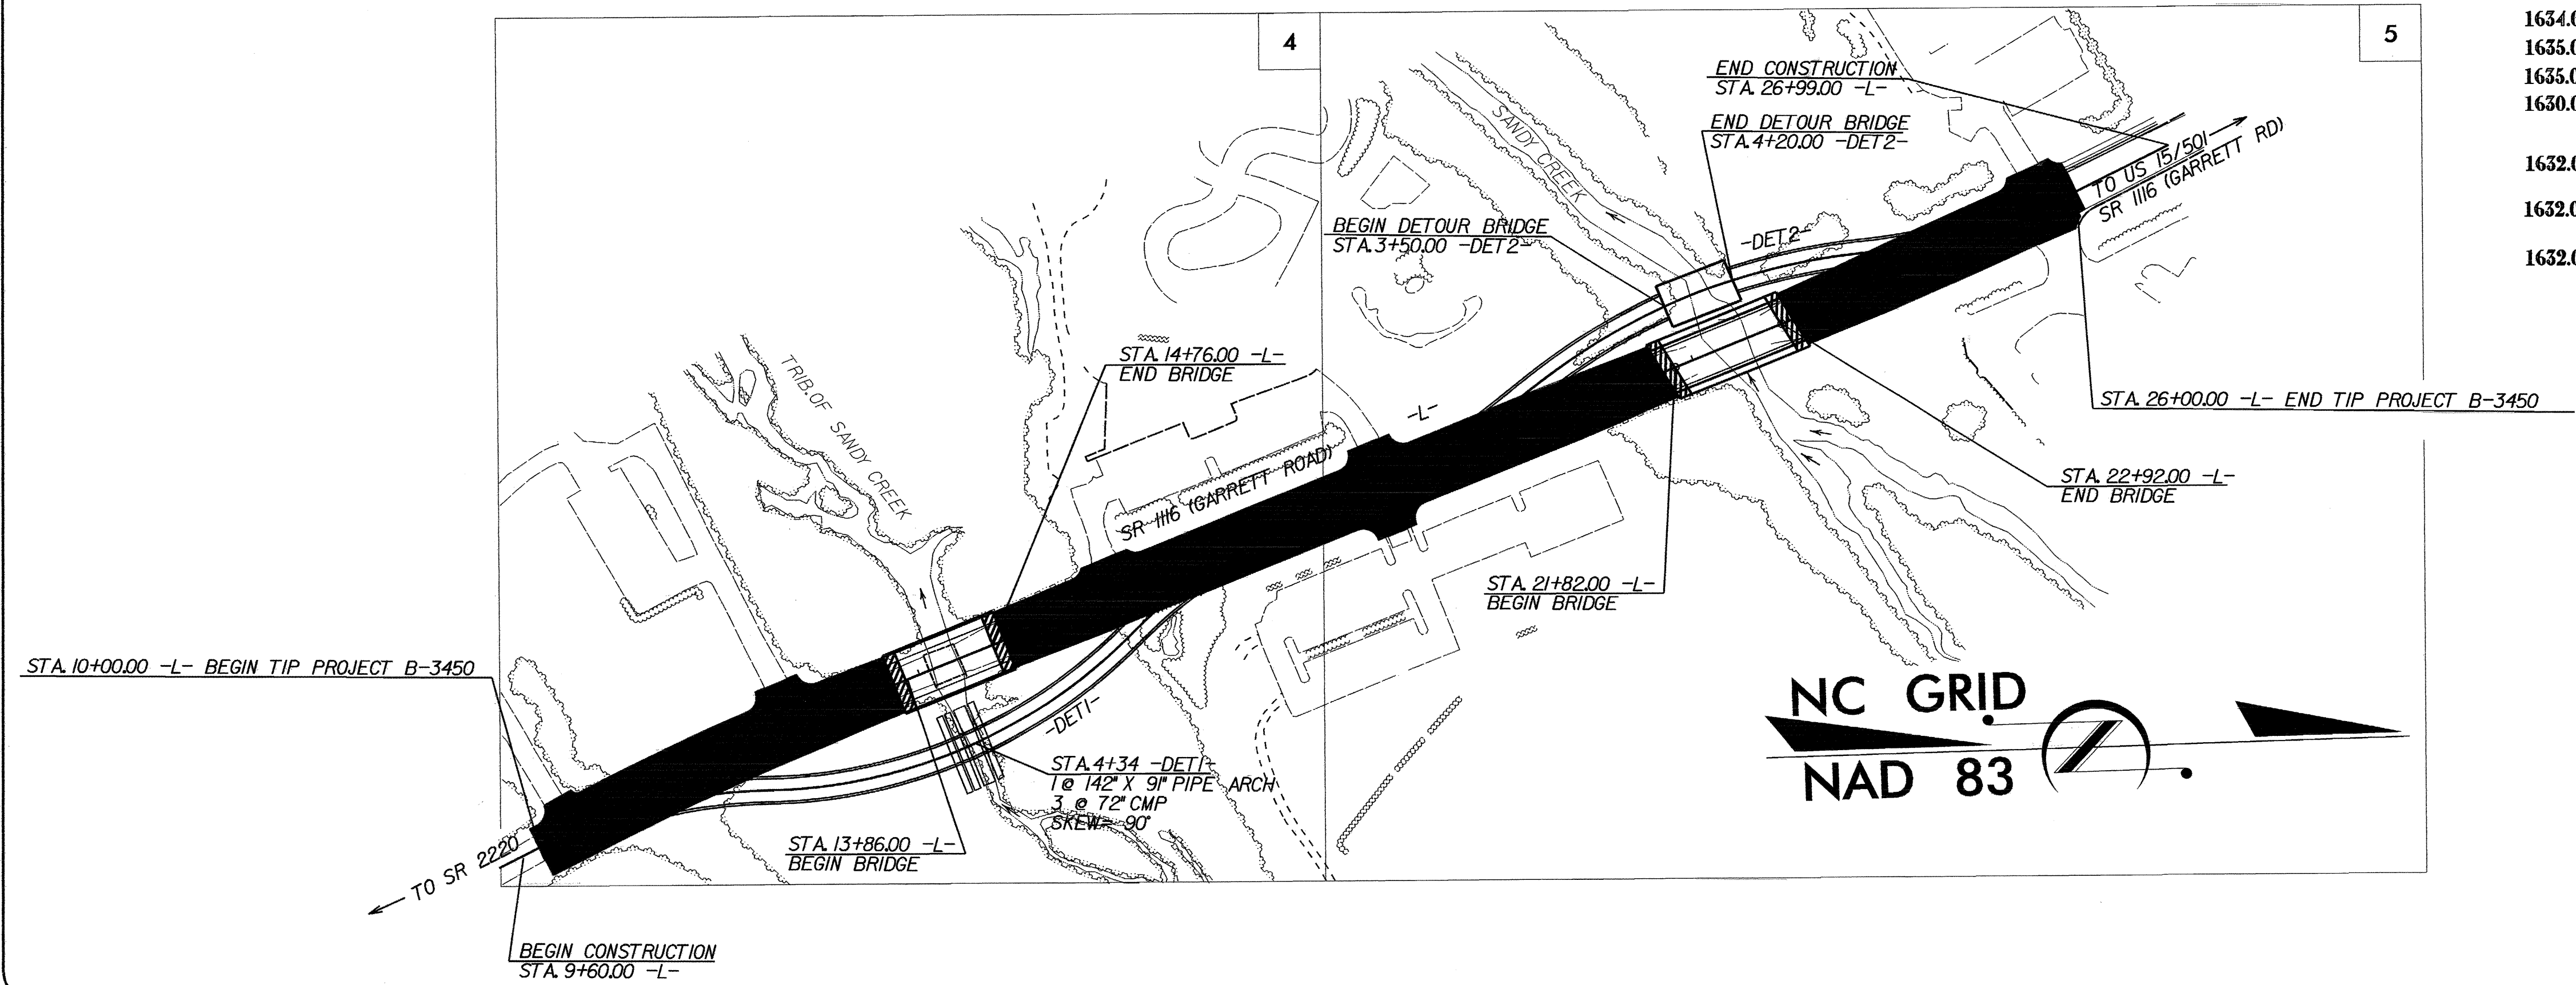 4
5
1634.0
1635.0
1635.0
1630.0
1632.0
1632.0
1632.0
END CONSTRUCTION
STA. 26+99.00 -L-
END DETOUR BRIDGE
STA. 4+20.00 -DET2-
SANDY CREEK
TO US 15/501
SR 1116 (GARRETT RD)
BEGIN DETOUR BRIDGE
STA. 3+50.00 -DET2-
-DET2-
STA. 14+76.00 -L-
END BRIDGE
TRIB. OF SANDY CREEK
-L-
STA. 26+00.00 -L- END TIP PROJECT B-3450
SR 1116 (GARRETT ROAD)
STA. 22+92.00 -L-
END BRIDGE
STA. 21+82.00 -L-
BEGIN BRIDGE
STA. 10+00.00 -L- BEGIN TIP PROJECT B-3450
-DET1-
STA. 4+34 -DET1-
1 @ 142" X 91" PIPE ARCH
3 @ 72" CMP
SKEW= 90°
STA. 13+86.00 -L-
BEGIN BRIDGE
NC GRID
NAD 83
TO SR 2220
BEGIN CONSTRUCTION
STA. 9+60.00 -L-